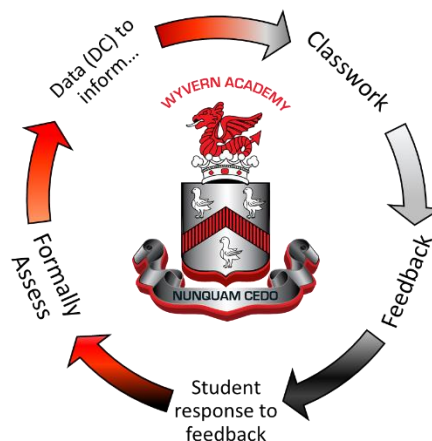 Data (DC) to
inform...
Classwork
Feedback
Student
response to
feedback
Formally
Assess
WYVERN ACADEMY
NUNQUAM CEDO